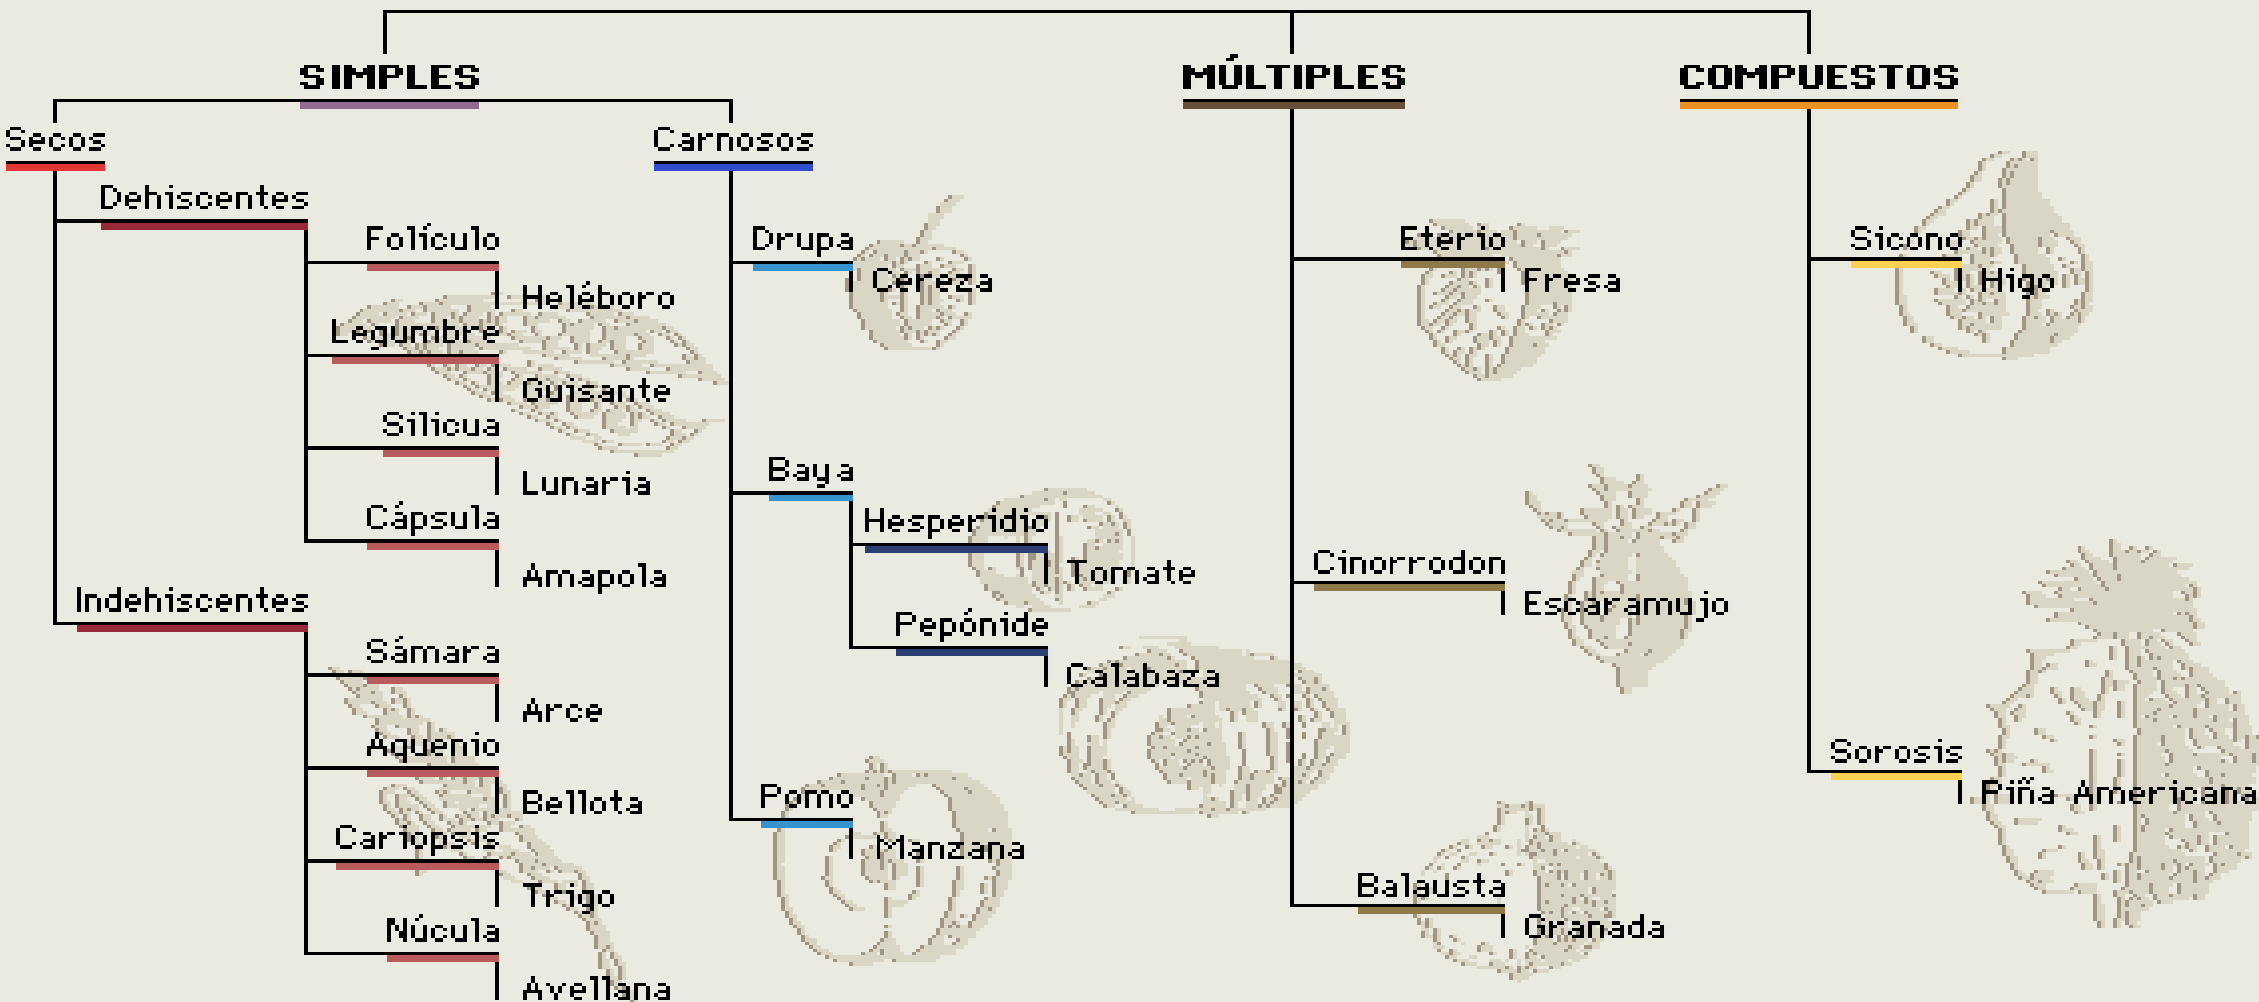 SIMPLES
Secos
Dehiscentes
Folículo
Heléboro
Legumbre
Guisante
Silicua
Lunaria
Cápsula
Amapola
Indehiscentes
Sámara
Arce
Aquenio
Bellota
Cariopsis
Trigo
Núcula
Avellana
Carnosos
Drupa
Cereza
Baya
Hesperidio
Tomate
Pepónide
Calabaza
Pomo
Manzana
MÚLTIPLES
Eterio
Fresa
Cinorrodon
Escaramujo
Balausta
Granada
COMPUESTOS
Sicono
Higo
Sorosis
Piña Americana